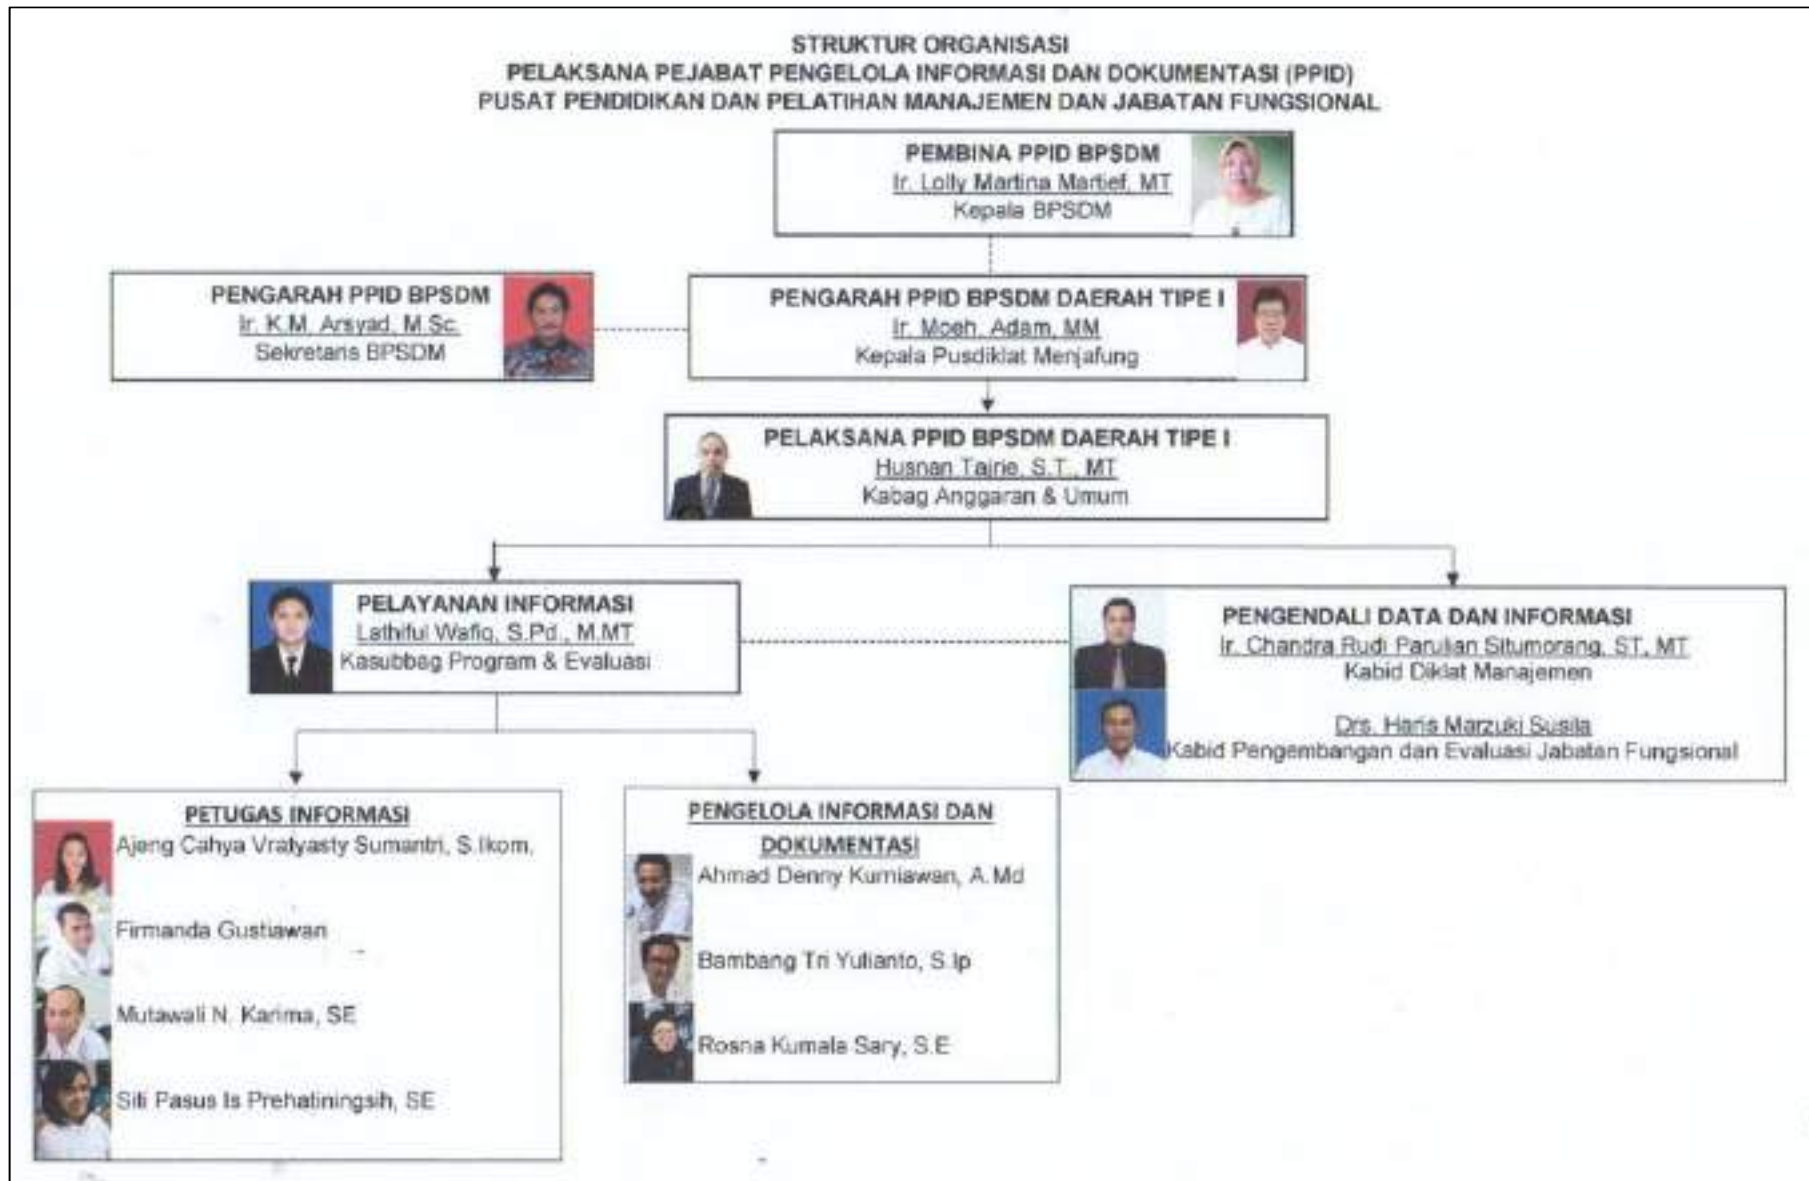 STRUKTUR ORGANISASI
PELAKSANA PEJABAT PENGELOLA INFORMASI DAN DOKUMENTASI (PPID)
PUSAT PENDIDIKAN DAN PELATIHAN MANAJEMEN DAN JABATAN FUNGSIONAL
PEMBINA PPID BPSDM
Ir. Lolly Martina Martief, MT
Kepala BPSDM
PENGARAH PPID BPSDM
Ir. K.M. Arsyad, M.Sc.
Sekretaris BPSDM
PENGARAH PPID BPSDM DAERAH TIPE I
Ir. Moeh. Adam, MM
Kepala Pusdiklat Menjafung
PELAKSANA PPID BPSDM DAERAH TIPE I
Husnan Tajrie, S.T., MT
Kabag Anggaran & Umum
PELAYANAN INFORMASI
Lathiful Wafiq, S.Pd., M.MT
Kasubbag Program & Evaluasi
PENGENDALI DATA DAN INFORMASI
Ir. Chandra Rudi Parulian Situmorang, ST, MT
Kabid Diklat Manajemen
Drs. Haris Marzuki Susila
Kabid Pengembangan dan Evaluasi Jabatan Fungsional
PETUGAS INFORMASI
Ajeng Cahya Vratyasty Sumantri, S.Ikom,
Firmanda Gustiawan
Mutawali N. Karima, SE
Siti Pasus Is Prehatiningsih, SE
PENGELOLA INFORMASI DAN
DOKUMENTASI
Ahmad Denny Kurniawan, A.Md
Bambang Tri Yulianto, S.Ip
Rosna Kumala Sary, S.E